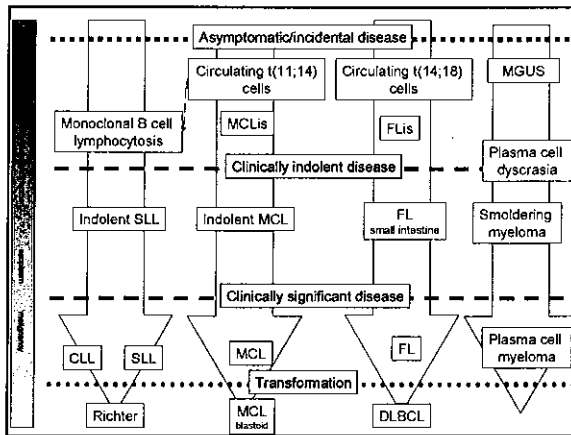 Asymptomatic/incidental disease
Circulating t(11;14)
cells
Circulating t(14;18)
cells
MGUS
Monoclonal B cell
lymphocytosis
MCLis
FLis
Clinically indolent disease
Plasma cell
dyscrasia
Indolent SLL
Indolent MCL
FL
small intestine
Smoldering
myeloma
Clinically significant disease
CLL
SLL
MCL
FL
Plasma cell
myeloma
Transformation
Richter
MCL
blastoid
DLBCL